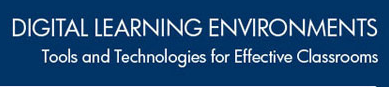 DIGITAL LEARNING ENVIRONMENTS
Tools and Technologies for Effective Classrooms